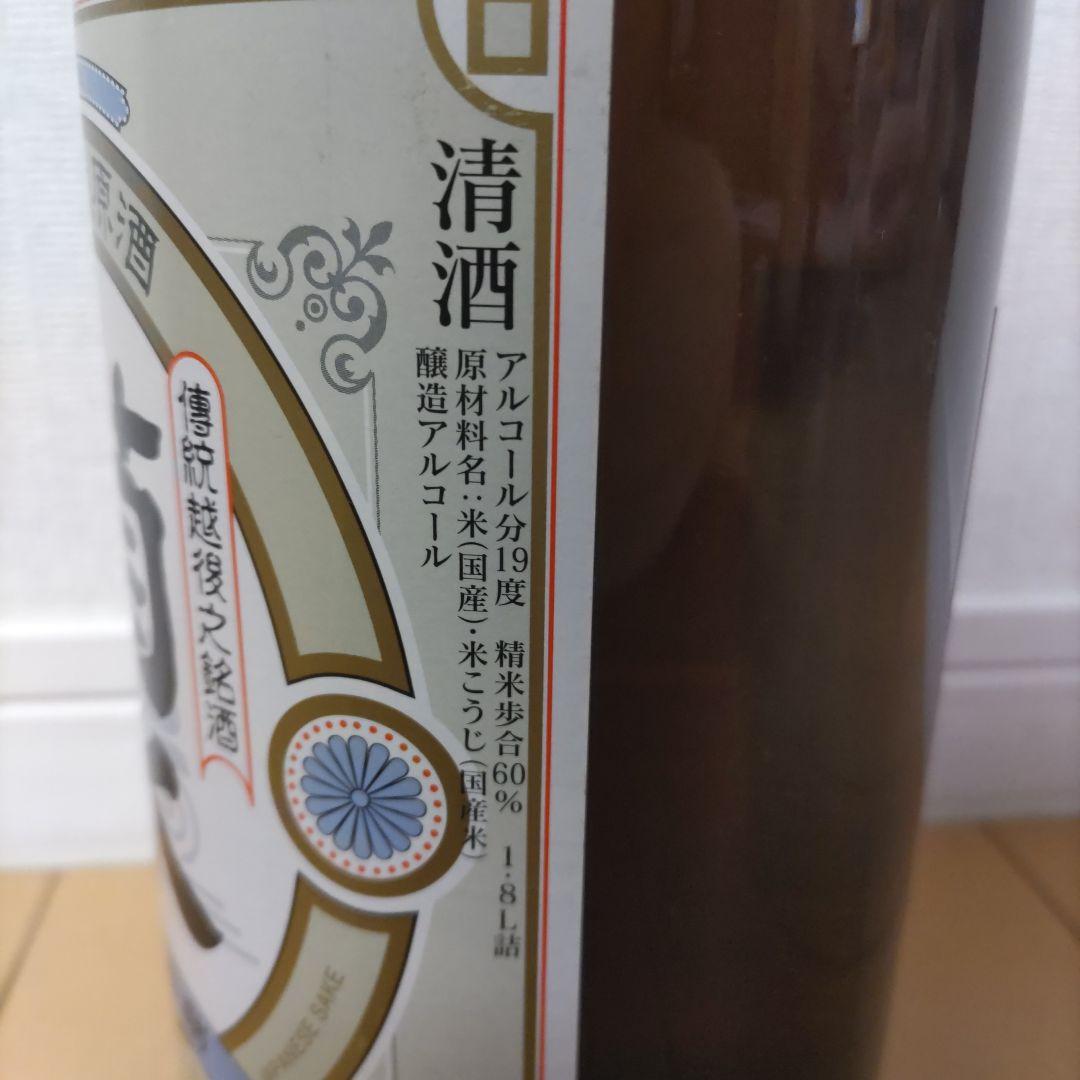 清酒
アルコール分19度 精米歩合60% 1.8L詰
原材料名:米(国産)・米こうじ(国産米)
醸造アルコール
原酒
傳統越後之銘酒
JAPANESE SAKE